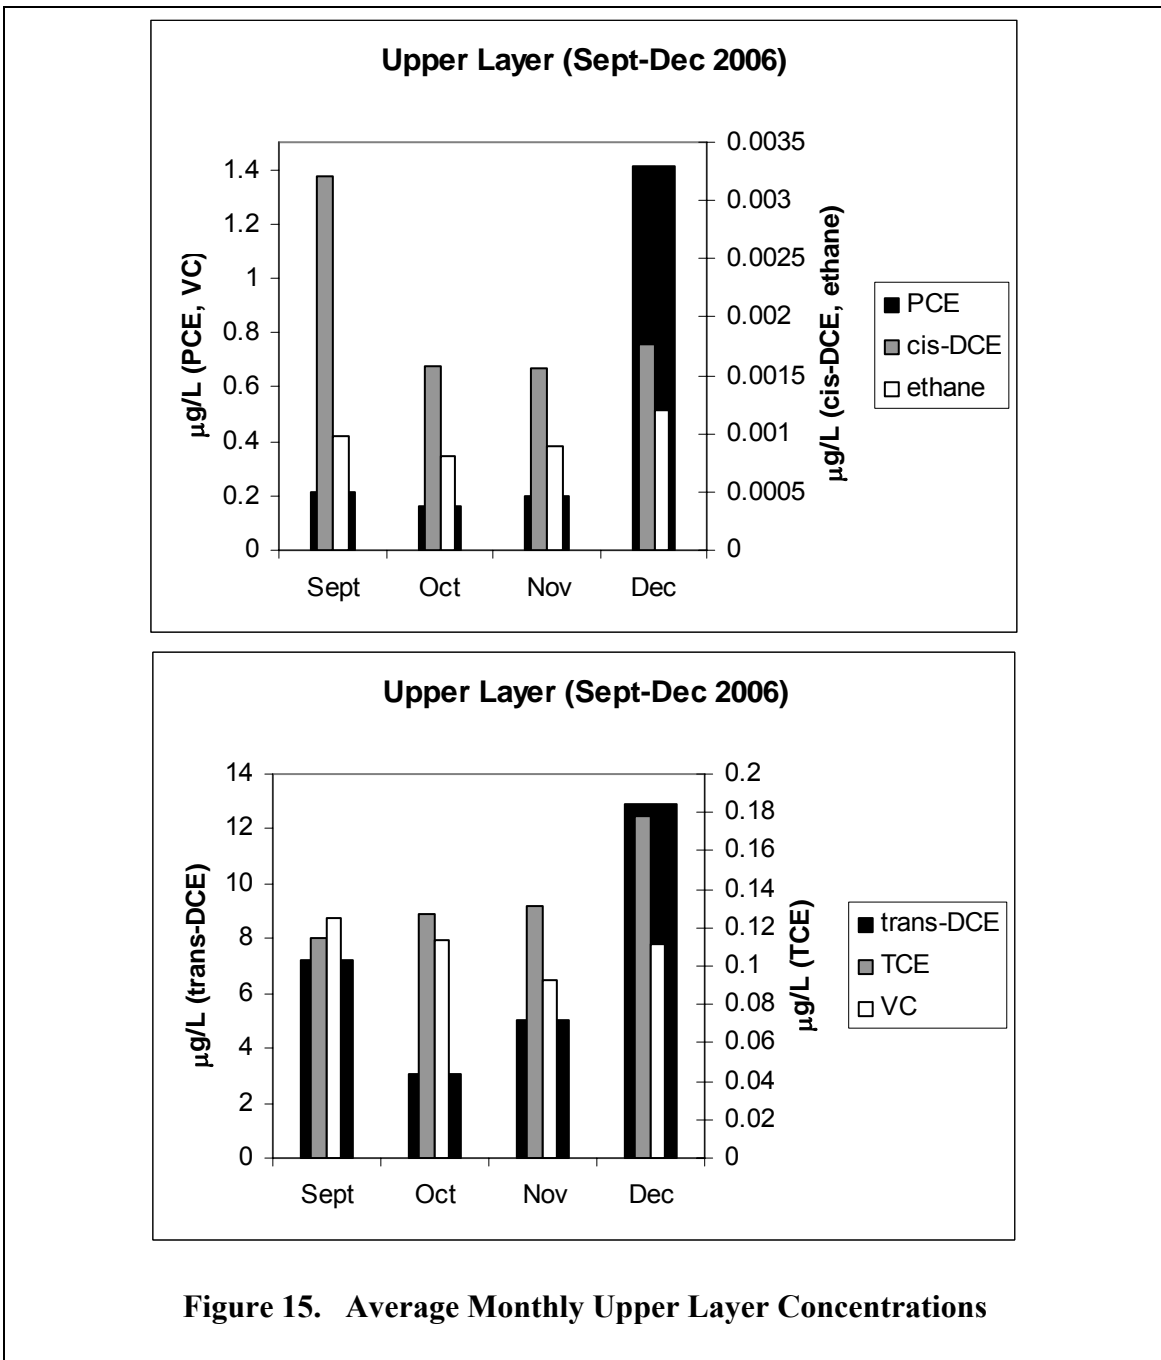 Upper Layer (Sept-Dec 2006)
µg/L (PCE, VC)
1.4
1.2
1
0.8
0.6
0.4
0.2
0
0.0035
0.003
0.0025
0.002
0.0015
0.001
0.0005
0
µg/L (cis-DCE, ethane)
Sept Oct Nov Dec
PCE
cis-DCE
ethane
Upper Layer (Sept-Dec 2006)
µg/L (trans-DCE)
14
12
10
8
6
4
2
0
0.2
0.18
0.16
0.14
0.12
0.1
0.08
0.06
0.04
0.02
0
µg/L (TCE)
Sept Oct Nov Dec
trans-DCE
TCE
VC
Figure 15. Average Monthly Upper Layer Concentrations